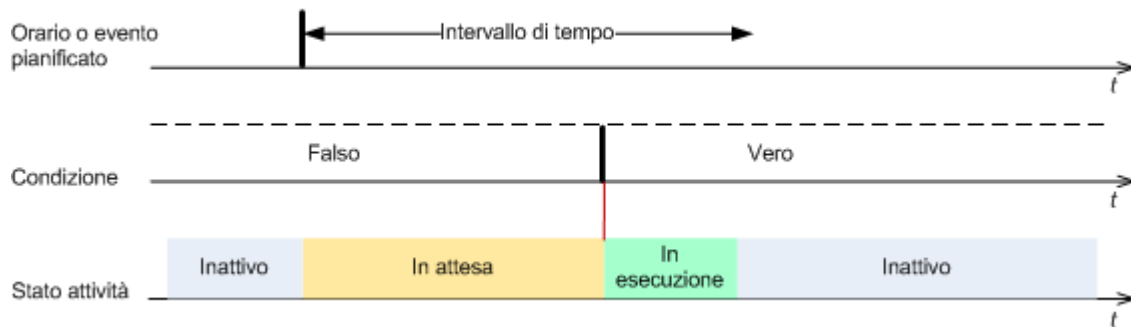 Orario o evento
pianificato
Intervallo di tempo
t
Condizione
Falso
Vero
t
Stato attività
Inattivo
In attesa
In
esecuzione
Inattivo
t